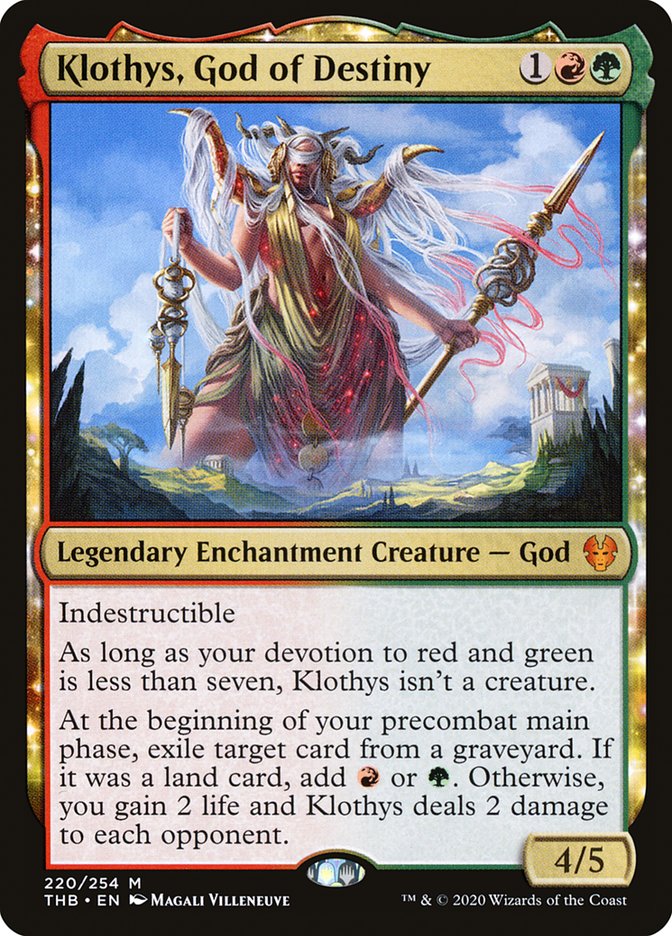 Klothys, God of Destiny 1
Legendary Enchantment Creature — God
Indestructible
As long as your devotion to red and green
is less than seven, Klothys isn't a creature.
At the beginning of your precombat main
phase, exile target card from a graveyard. If
it was a land card, add or . Otherwise,
you gain 2 life and Klothys deals 2 damage
to each opponent.
4/5
220/254 M
THB • EN Magali Villeneuve
™ & © 2020 Wizards of the Coast